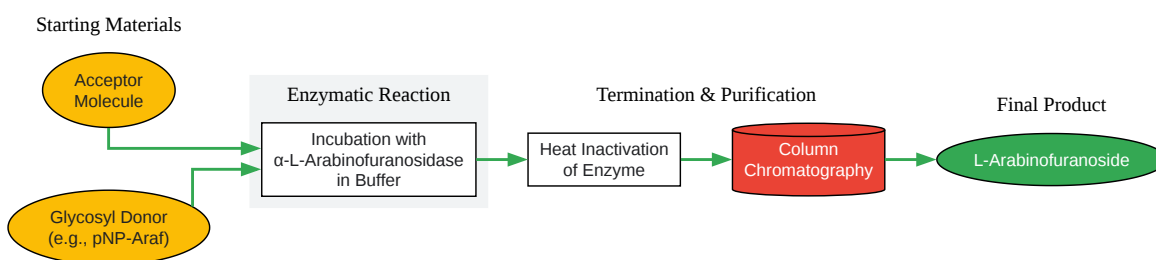 Starting Materials
Acceptor
Molecule
Glycosyl Donor
(e.g., pNP-Araf)
Enzymatic Reaction
Incubation with
α-L-Arabinofuranosidase
in Buffer
Termination & Purification
Heat Inactivation
of Enzyme
Column
Chromatography
Final Product
L-Arabinofuranoside